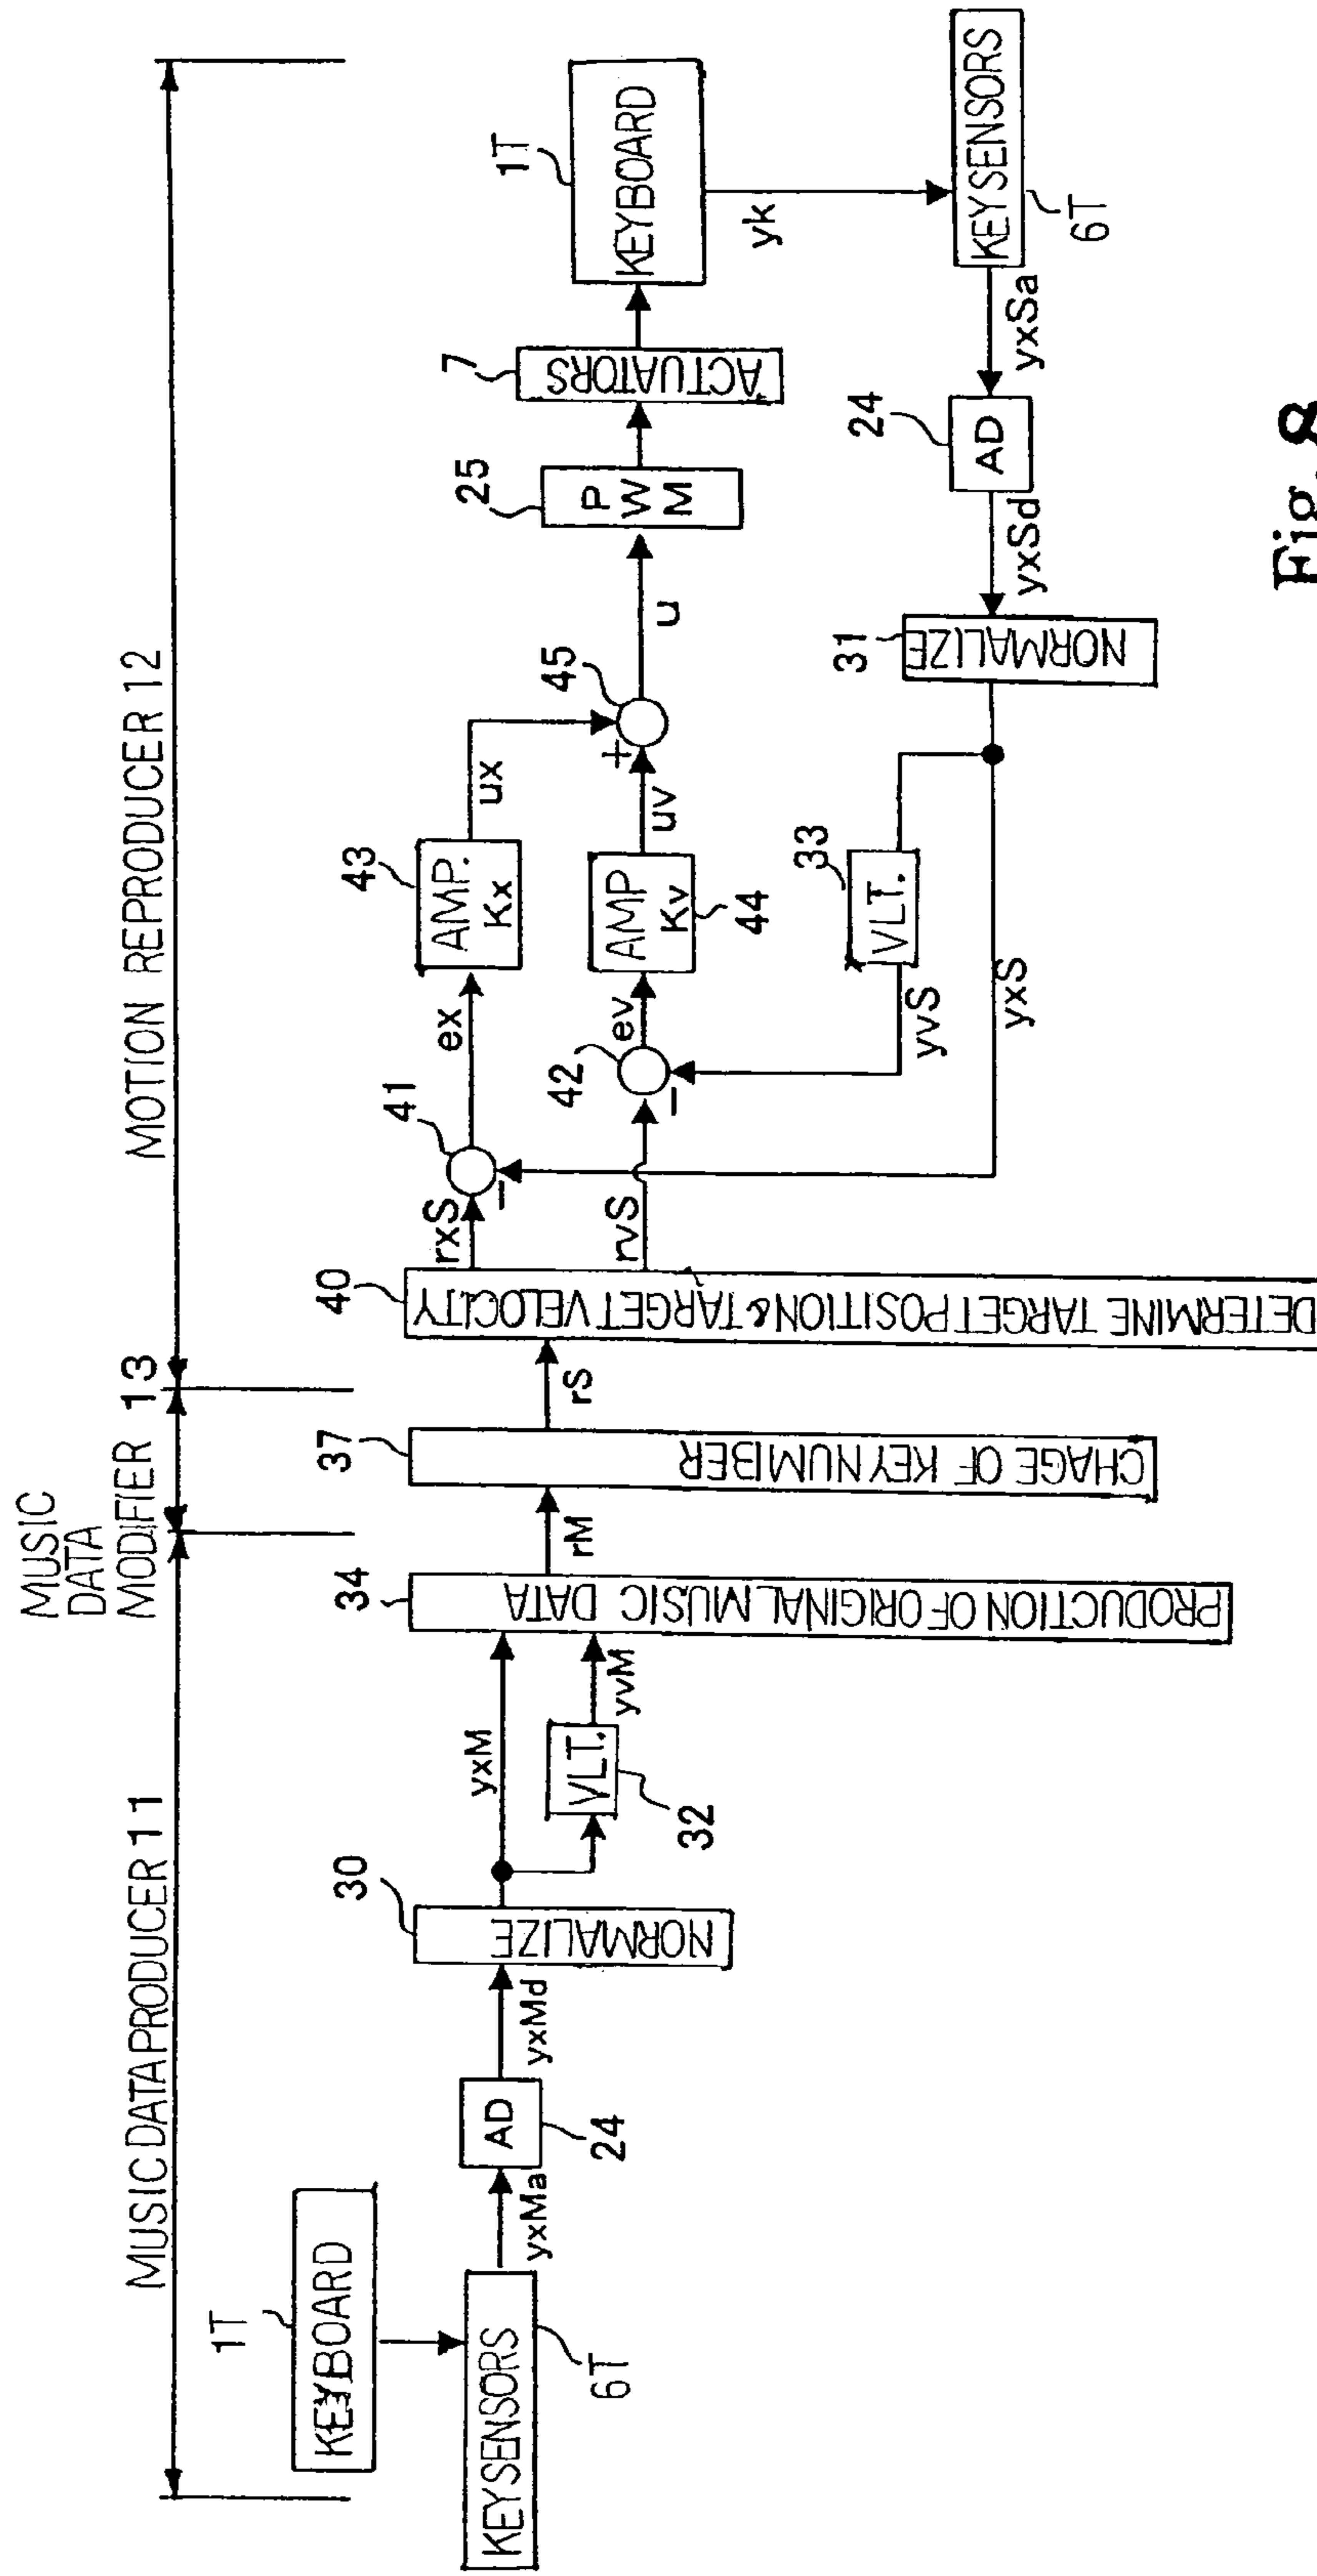 MUSIC DATA PRODUCER 11
MUSIC
DATA
MODIFIER 13
MOTION REPRODUCER 12
1T
KEYBOARD
KEYSENSORS
6T
yxMa
AD
24
yxMd
30
NORMALIZE
yxM
VLT.
32
yvM
34
PRODUCTION OF ORIGINAL MUSIC DATA
rM
37
CHAGE OF KEY NUMBER
rS
40
DETERMINE TARGET POSITION & TARGET VELOCITY
rxS
rvS
41
−
ex
42
−
ev
43
AMP.
Kx
ux
AMP
Kv
44
uv
45
+
u
25
PWM
7
ACTUATORS
1T
KEYBOARD
yk
KEYSENSORS
6T
yxSa
24
AD
yxSd
31
NORMALIZE
33
VLT.
yvS
yxS
Fig. 8